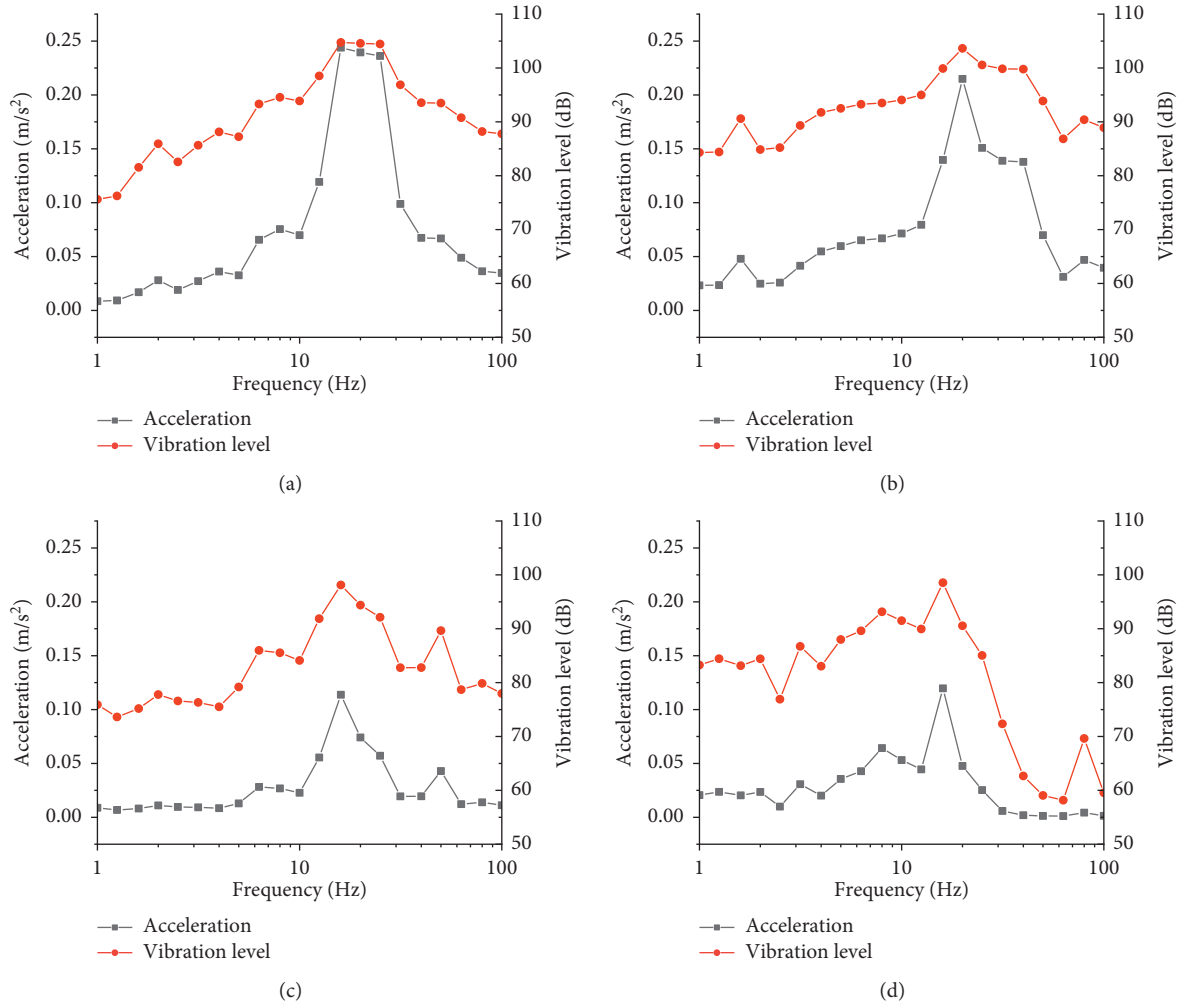 110
0.25
100
0.20
90
0.15
80
0.10
70
0.05
60
0.00
50
1
10
100
Acceleration (m/s²)
Vibration level (dB)
Frequency (Hz)
Acceleration
Vibration level
(a)
110
0.25
100
0.20
90
0.15
80
0.10
70
0.05
60
0.00
50
1
10
100
Acceleration (m/s²)
Vibration level (dB)
Frequency (Hz)
Acceleration
Vibration level
(b)
110
0.25
100
0.20
90
0.15
80
0.10
70
0.05
60
0.00
50
1
10
100
Acceleration (m/s²)
Vibration level (dB)
Frequency (Hz)
Acceleration
Vibration level
(c)
110
0.25
100
0.20
90
0.15
80
0.10
70
0.05
60
0.00
50
1
10
100
Acceleration (m/s²)
Vibration level (dB)
Frequency (Hz)
Acceleration
Vibration level
(d)